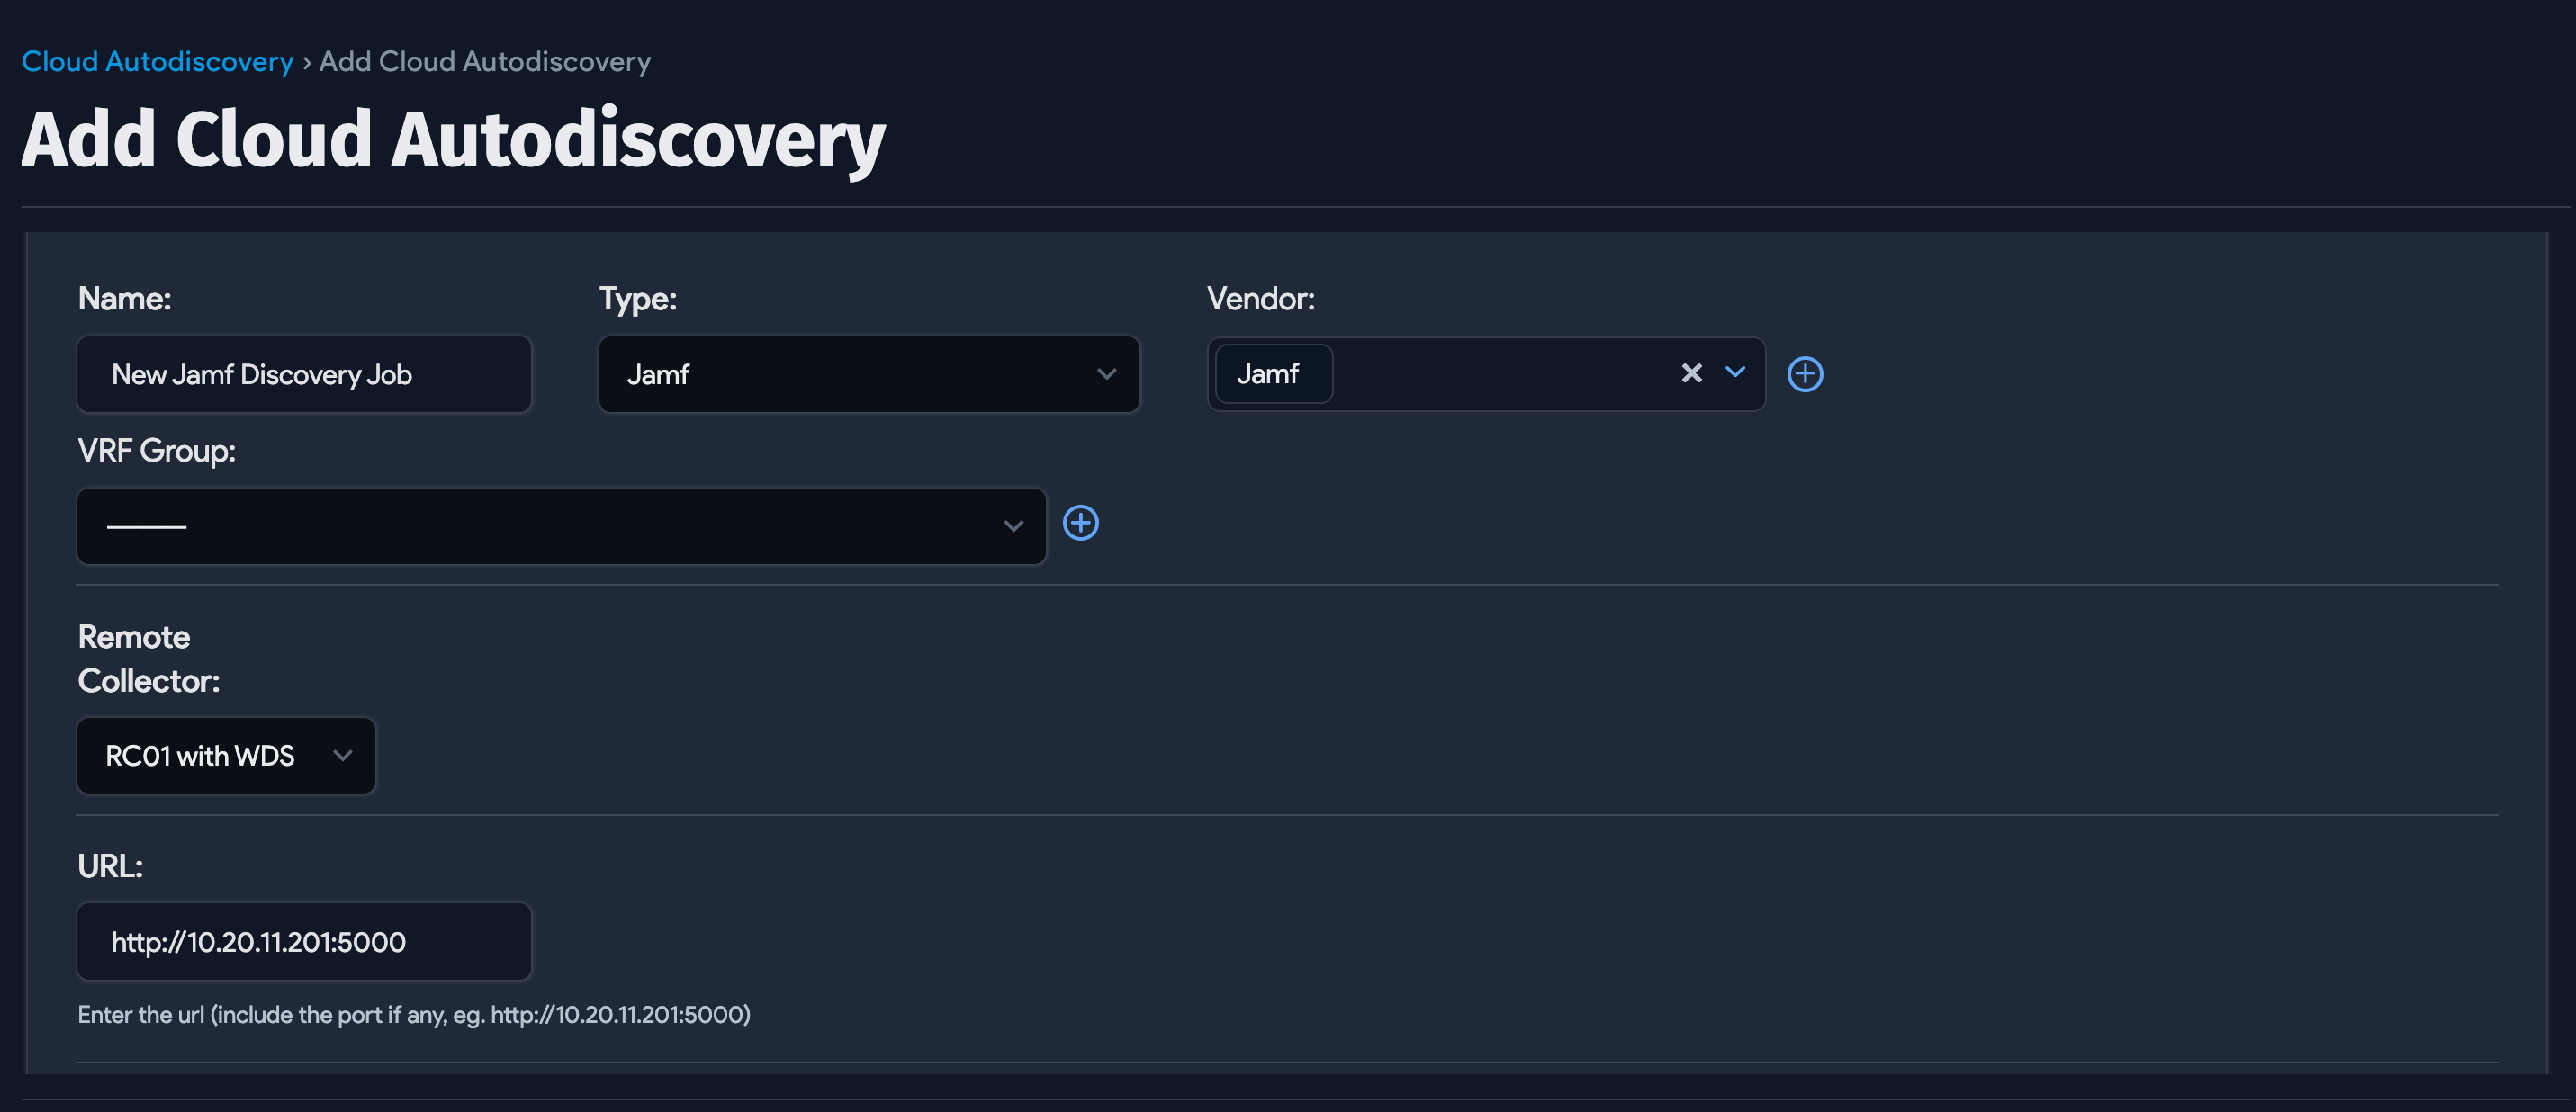 Cloud Autodiscovery › Add Cloud Autodiscovery
Add Cloud Autodiscovery
Name:
Type:
Vendor:
New Jamf Discovery Job
Jamf
Jamf
VRF Group:
---------
Remote
Collector:
RC01 with WDS
URL:
http://10.20.11.201:5000
Enter the url (include the port if any, eg. http://10.20.11.201:5000)